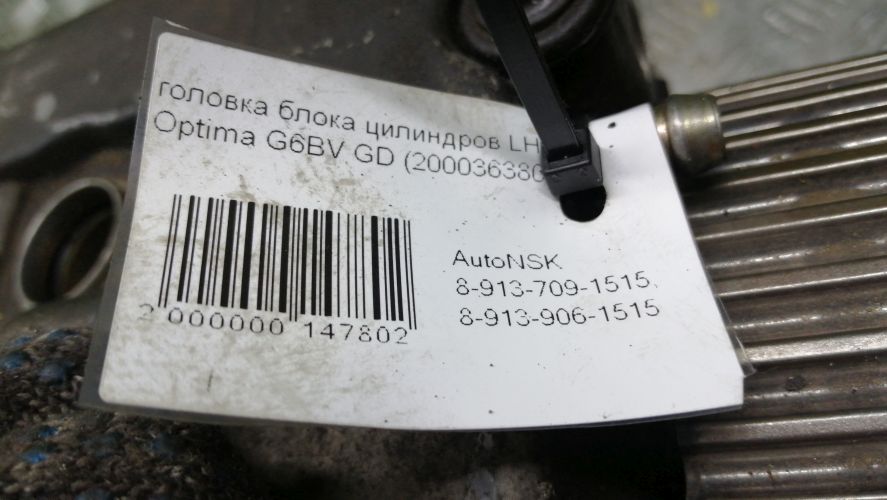 головка блока цилиндров LH
Optima G6BV GD
AutoNSK
8-913-709-1515,
8-913-906-1515
2 000000 147802